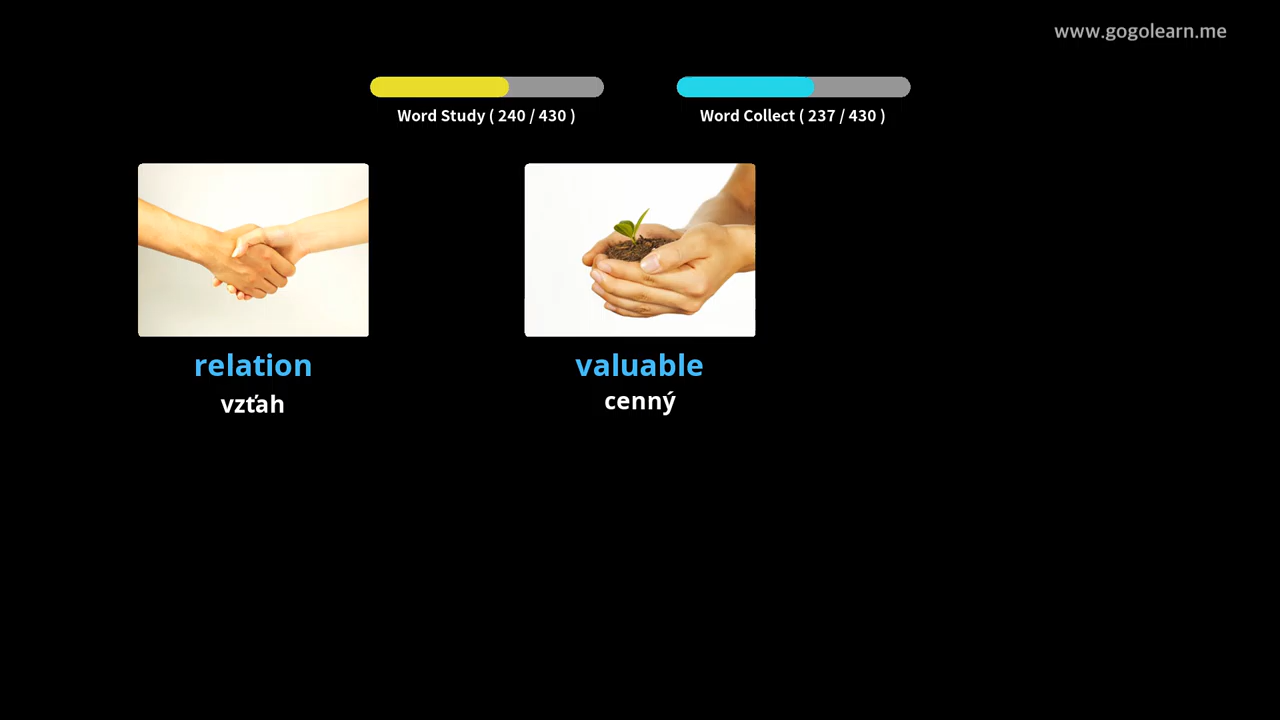 www.gogolearn.me
Word Study ( 240 / 430 )
Word Collect ( 237 / 430 )
relation
vzťah
valuable
cenný